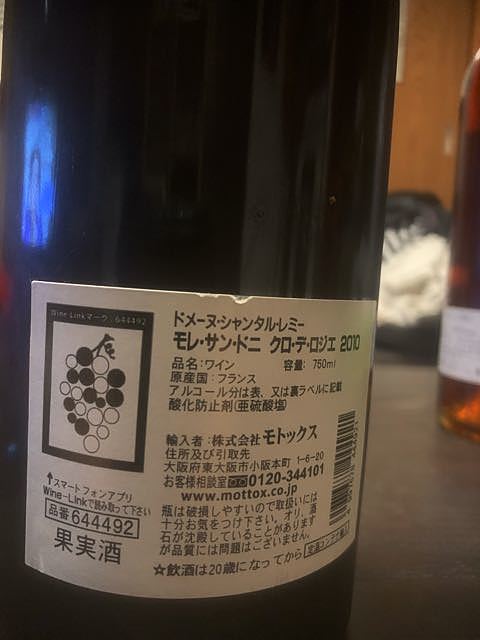 Wine-Linkマーク:644492
ドメーヌ・シャンタル・レミー
モレ・サン・ドニ クロ・デ・ロジエ 2010
品名:ワイン 容量: 750ml
原産国:フランス
アルコール分は表、又は裏ラベルに記載
酸化防止剤(亜硫酸塩)
輸入者:株式会社 モトックス
住所及び引取先
大阪府東大阪市小阪本町 1-6-20
お客様相談室 0120-344101
www.mottox.co.jp
瓶は破損しやすいので取扱いには
十分お気をつけ下さい。オリ、酒
石が沈殿していることがあります
が品質には問題はございません。
☆飲酒は20歳になってから
定温コンテナ輸入
↑スマートフォンアプリ
Wine-Linkで読み取って下さい
品番 644492
果実酒